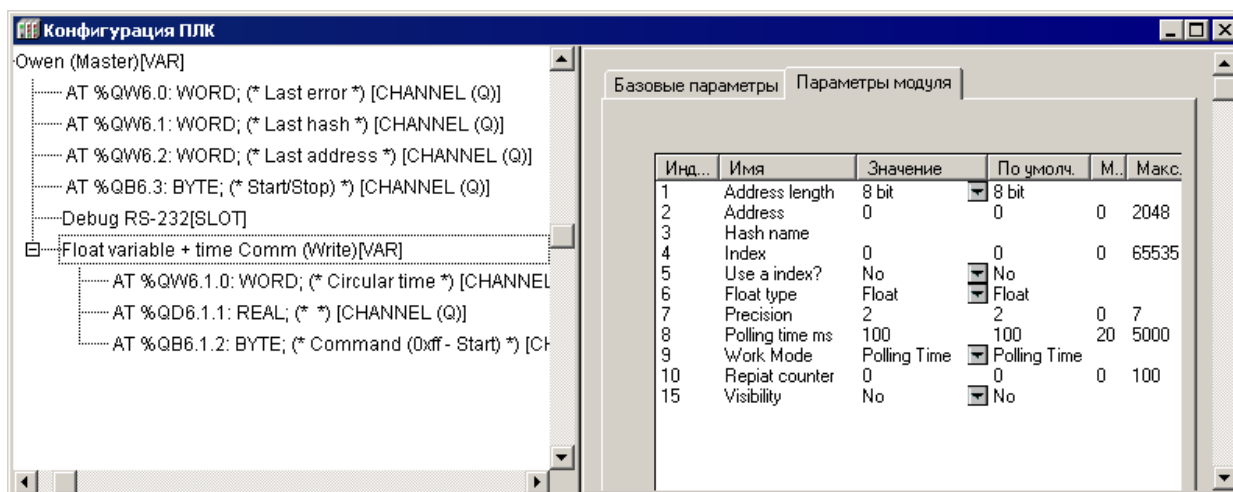 Конфигурация ПЛК
Owen (Master)[VAR]
AT %QW6.0: WORD; (* Last error *) [CHANNEL (Q)]
AT %QW6.1: WORD; (* Last hash *) [CHANNEL (Q)]
AT %QW6.2: WORD; (* Last address *) [CHANNEL (Q)]
AT %QB6.3: BYTE; (* Start/Stop) *) [CHANNEL (Q)]
Debug RS-232[SLOT]
Float variable + time Comm (Write)[VAR]
AT %QW6.1.0: WORD; (* Circular time *) [CHANNEL
AT %QD6.1.1: REAL; (* *) [CHANNEL (Q)]
AT %QB6.1.2: BYTE; (* Command (0xff - Start) *) [CH
Базовые параметры Параметры модуля
Инд... Имя Значение По умолч. М.. Макс.
1 Address length 8 bit 8 bit
2 Address 0 0 0 2048
3 Hash name
4 Index 0 0 0 65535
5 Use a index? No No
6 Float type Float Float
7 Precision 2 2 0 7
8 Polling time ms 100 100 20 5000
9 Work Mode Polling Time Polling Time
10 Repiat counter 0 0 0 100
15 Visibility No No